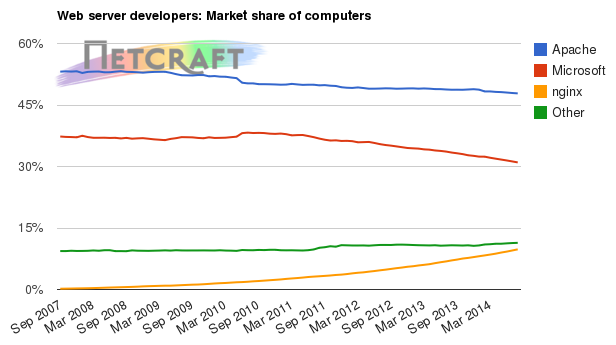 Web server developers: Market share of computers
NETCRAFT
60%
45%
30%
15%
0%
Apache
Microsoft
nginx
Other
Sep 2007
Mar 2008
Sep 2008
Mar 2009
Sep 2009
Mar 2010
Sep 2010
Mar 2011
Sep 2011
Mar 2012
Sep 2012
Mar 2013
Sep 2013
Mar 2014